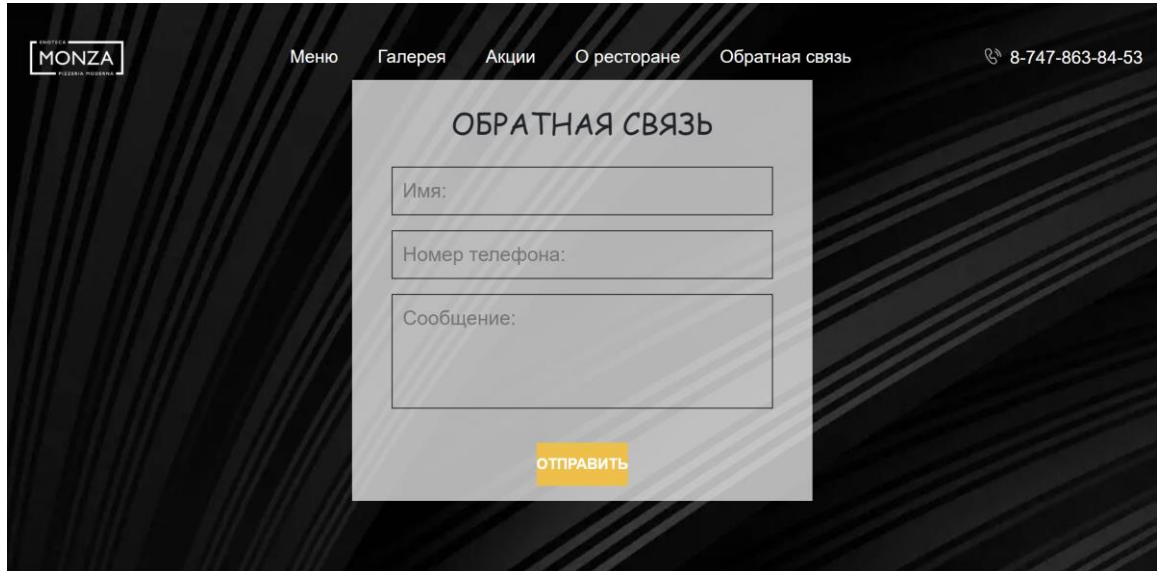 ENOTECA
MONZA
PIZZERIA MODERNA
Меню Галерея Акции О ресторане Обратная связь 8-747-863-84-53
ОБРАТНАЯ СВЯЗЬ
Имя:
Номер телефона:
Сообщение:
ОТПРАВИТЬ